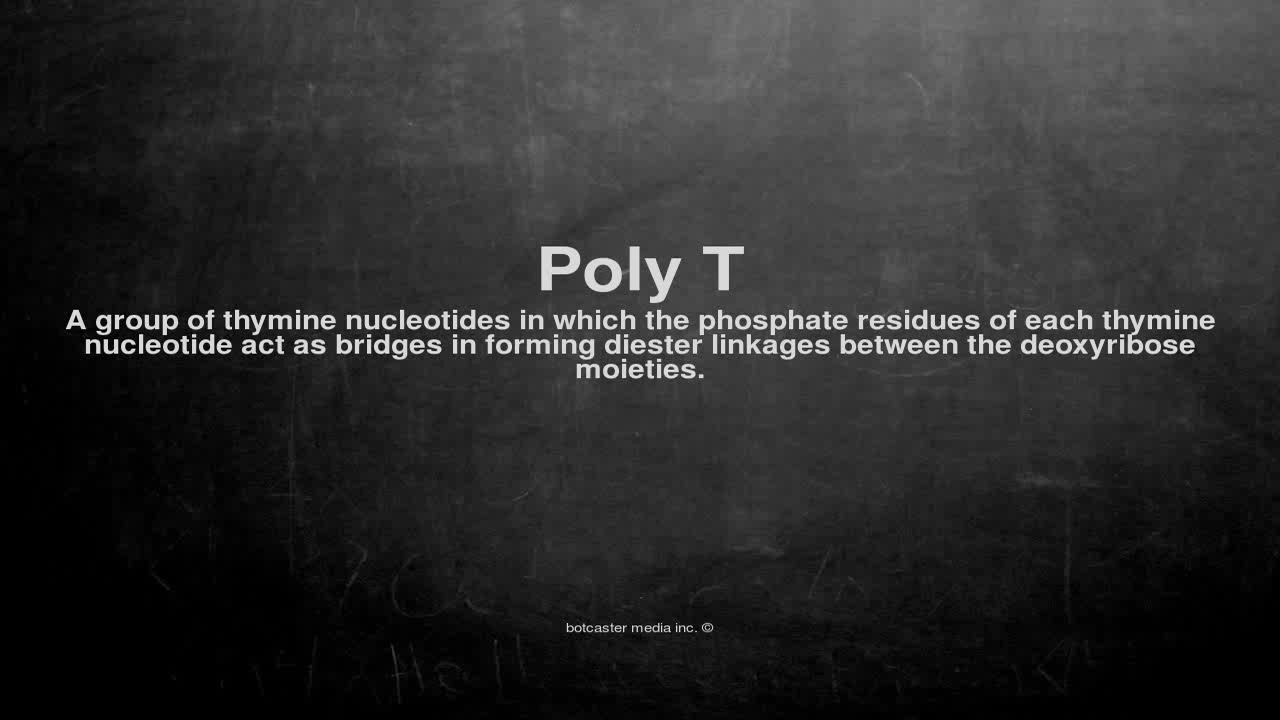 Poly T
A group of thymine nucleotides in which the phosphate residues of each thymine
nucleotide act as bridges in forming diester linkages between the deoxyribose
moieties.
botcaster media inc. ©